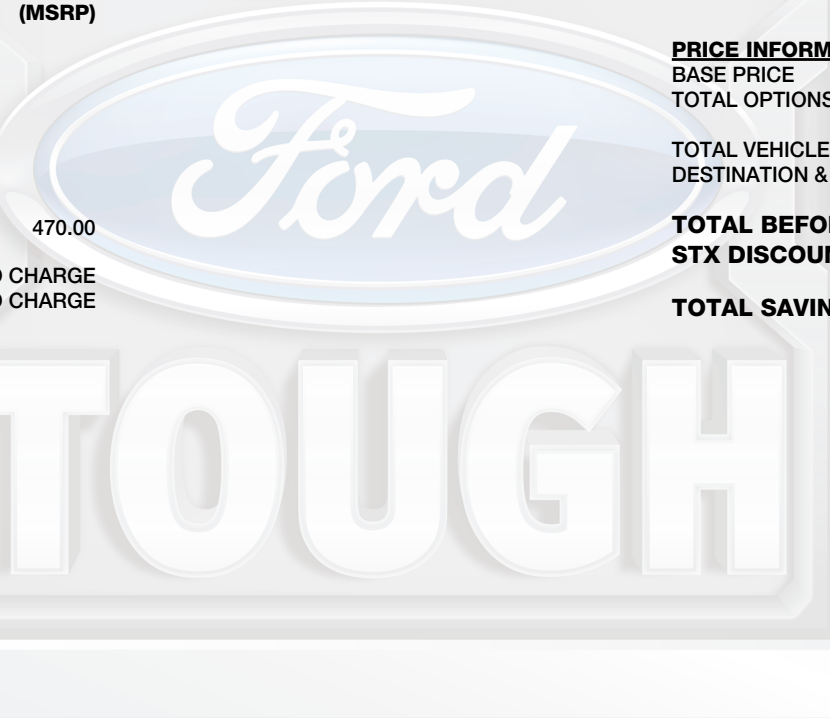 (MSRP)
470.00
CHARGE
CHARGE
PRICE INFORM
BASE PRICE
TOTAL OPTIONS
TOTAL VEHICLE
DESTINATION &
TOTAL BEFO
STX DISCOU
TOTAL SAVIN
Ford
TOUGH